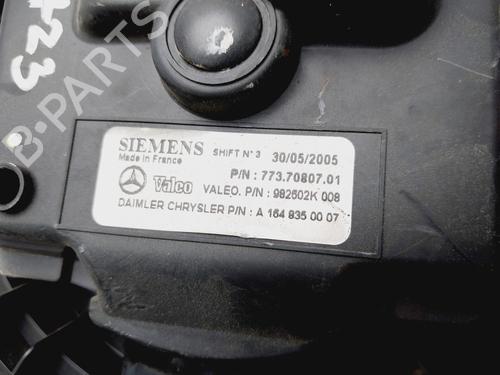 SIEMENS SHIFT N°3 30/05/2005
Made in France
P/N : 773.70807.01
Valeo VALEO. P/N : 982602K 008
DAIMLER CHRYSLER P/N : A 164 835 00 07
B-PARTS